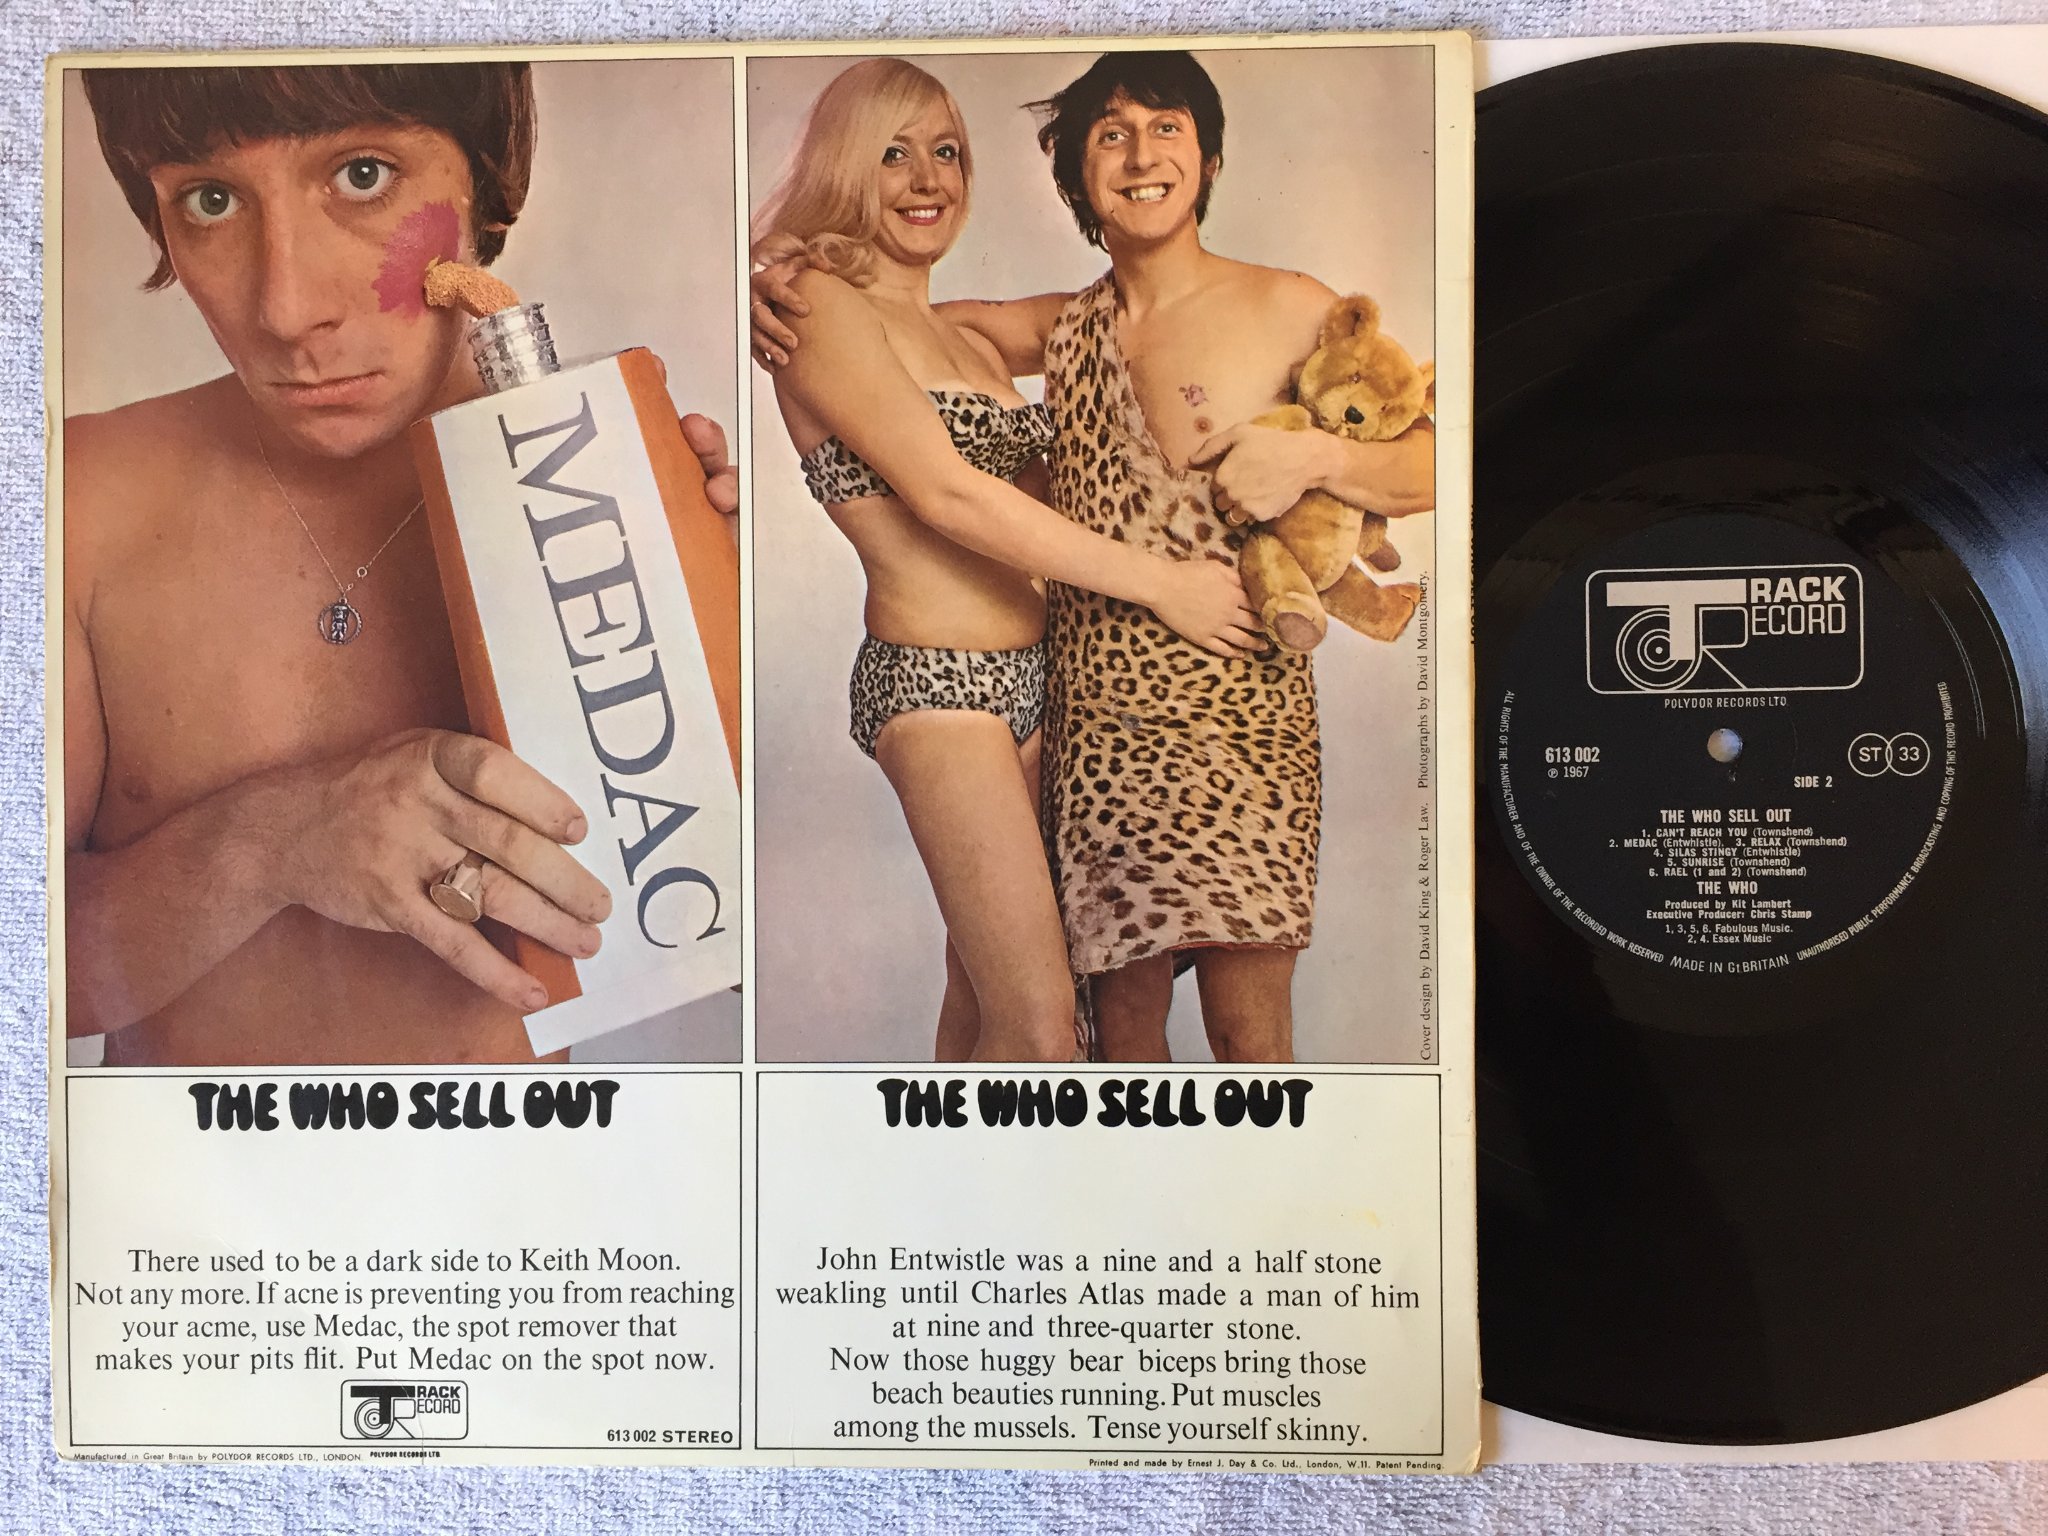 MEDAC
Cover design by David King & Roger Law. Photographs by David Montgomery.
THE WHO SELL OUT
There used to be a dark side to Keith Moon.
Not any more. If acne is preventing you from reaching
your acme, use Medac, the spot remover that
makes your pits flit. Put Medac on the spot now.
TRACK
RECORD
POLYDOR RECORDS LTD.
613 002 STEREO
Manufactured in Great Britain by POLYDOR RECORDS LTD., LONDON
THE WHO SELL OUT
John Entwistle was a nine and a half stone
weakling until Charles Atlas made a man of him
at nine and three-quarter stone.
Now those huggy bear biceps bring those
beach beauties running. Put muscles
among the mussels. Tense yourself skinny.
Printed and made by Ernest J. Day & Co. Ltd., London, W.11. Patent Pending.
TRACK
RECORD
POLYDOR RECORDS LTD
613 002
℗ 1967
ST 33
SIDE 2
THE WHO SELL OUT
1. CAN'T REACH YOU (Townshend)
2. MEDAC (Entwhistle). 3. RELAX (Townshend)
4. SILAS STINGY (Entwhistle)
5. SUNRISE (Townshend)
6. RAEL (1 and 2) (Townshend)
THE WHO
Produced by Kit Lambert
Executive Producer: Chris Stamp
1, 3, 5, 6. Fabulous Music.
2, 4. Essex Music
ALL RIGHTS OF THE MANUFACTURER AND OF THE OWNER OF THE RECORDED WORK RESERVED
MADE IN Gt. BRITAIN
UNAUTHORISED PUBLIC PERFORMANCE BROADCASTING AND COPYING OF THIS RECORD PROHIBITED